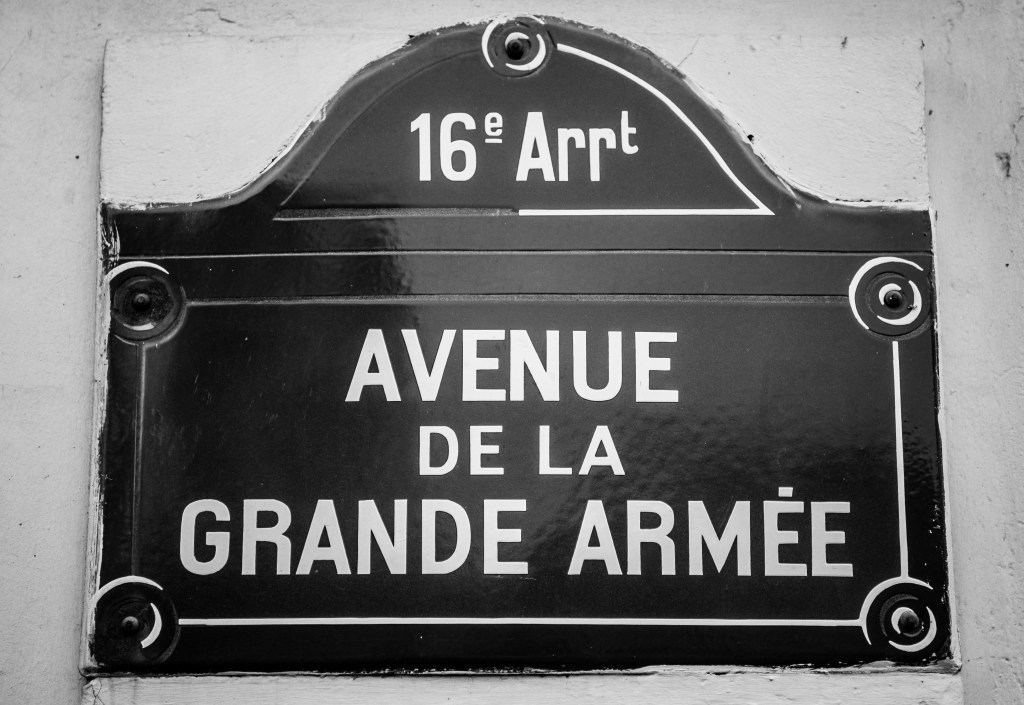 16ᵉ Arrᵗ
AVENUE
DE LA
GRANDE ARMÉE